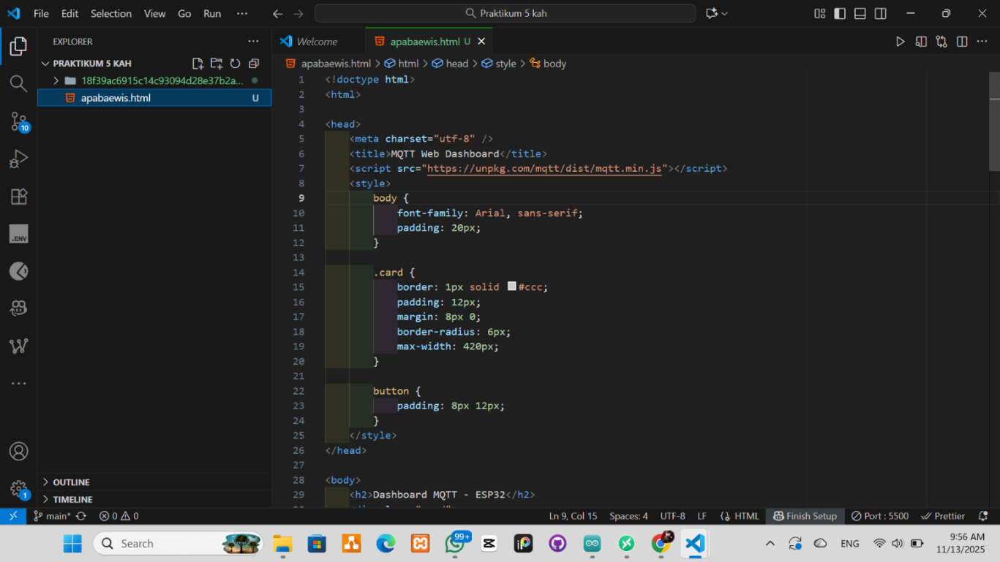 File Edit Selection View Go Run ··· Praktikum 5 kah
EXPLORER ···
PRAKTIKUM 5 KAH
18f39ac6915c14c93094d28e37b2a...
apabaewis.html U
Welcome
apabaewis.html U
apabaewis.html > html > head > style > body
1 <!doctype html>
2 <html>
3
4 <head>
5 <meta charset="utf-8" />
6 <title>MQTT Web Dashboard</title>
7 <script src="https://unpkg.com/mqtt/dist/mqtt.min.js"></script>
8 <style>
9 body {
10 font-family: Arial, sans-serif;
11 padding: 20px;
12 }
13
14 .card {
15 border: 1px solid #ccc;
16 padding: 12px;
17 margin: 8px 0;
18 border-radius: 6px;
19 max-width: 420px;
20 }
21
22 button {
23 padding: 8px 12px;
24 }
25 </style>
26 </head>
27
28 <body>
29 <h2>Dashboard MQTT - ESP32</h2>
.ENV
10
1
OUTLINE
TIMELINE
main* 0 0 Ln 9, Col 15 Spaces: 4 UTF-8 LF HTML Finish Setup Port : 5500 Prettier
Search 99+ ENG 9:56 AM
11/13/2025